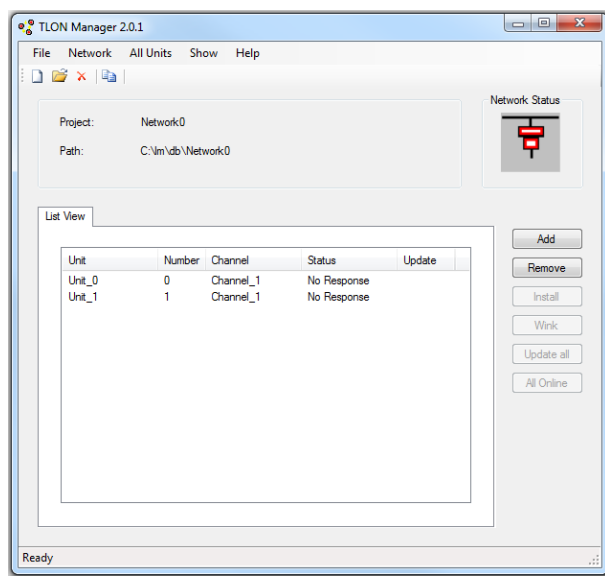 TLON Manager 2.0.1
File Network All Units Show Help
Network Status
Project: Network0
Path: C:\lm\db\Network0
List View
Add
Unit Number Channel Status Update
Remove
Unit_0 0 Channel_1 No Response
Unit_1 1 Channel_1 No Response
Install
Wink
Update all
All Online
Ready